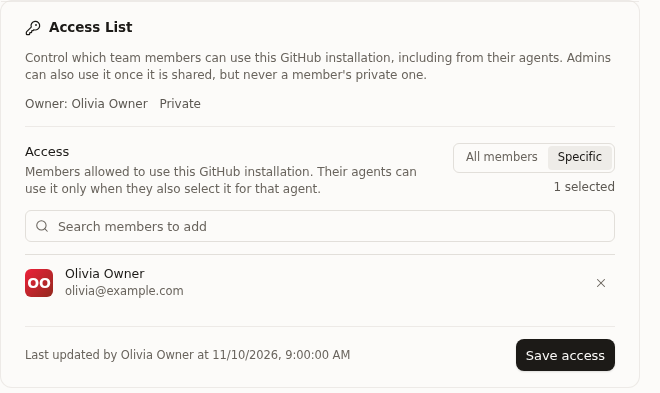 Access List
Control which team members can use this GitHub installation, including from their agents. Admins
can also use it once it is shared, but never a member's private one.
Owner: Olivia Owner Private
Access
All members Specific
Members allowed to use this GitHub installation. Their agents can
use it only when they also select it for that agent.
1 selected
Search members to add
OO
Olivia Owner
olivia@example.com
Last updated by Olivia Owner at 11/10/2026, 9:00:00 AM
Save access